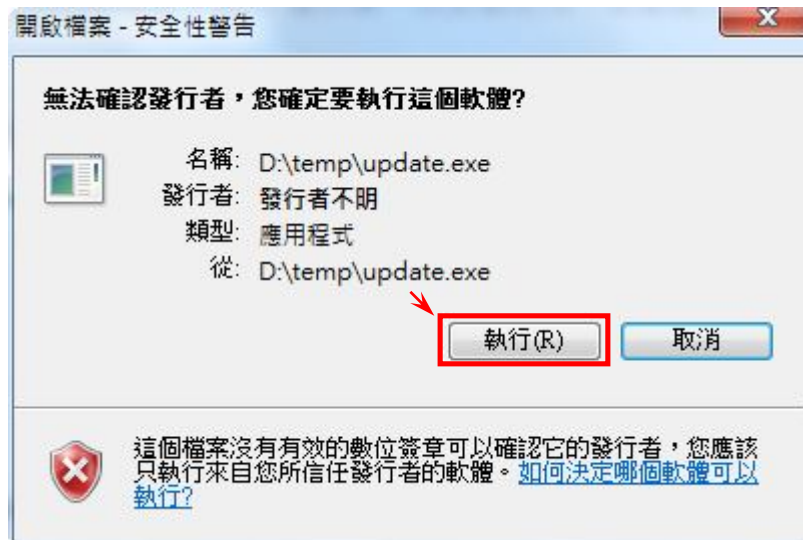 開啟檔案 - 安全性警告
無法確認發行者，您確定要執行這個軟體?
名稱: D:\temp\update.exe
發行者: 發行者不明
類型: 應用程式
從: D:\temp\update.exe
執行(R) 取消
這個檔案沒有有效的數位簽章可以確認它的發行者，您應該
只執行來自您所信任發行者的軟體。如何決定哪個軟體可以
執行?